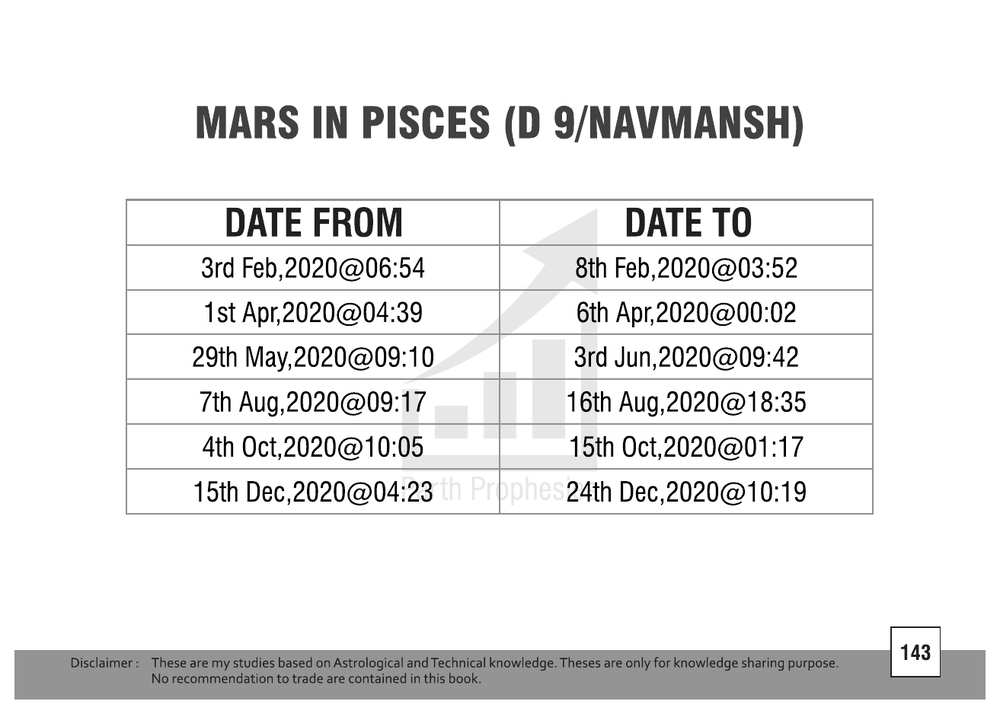 MARS IN PISCES (D 9/NAVMANSH)
DATE FROM DATE TO
3rd Feb,2020@06:54 8th Feb,2020@03:52
1st Apr,2020@04:39 6th Apr,2020@00:02
29th May,2020@09:10 3rd Jun,2020@09:42
7th Aug,2020@09:17 16th Aug,2020@18:35
4th Oct,2020@10:05 15th Oct,2020@01:17
15th Dec,2020@04:23 24th Dec,2020@10:19
143
Disclaimer : These are my studies based on Astrological and Technical knowledge. Theses are only for knowledge sharing purpose.
No recommendation to trade are contained in this book.